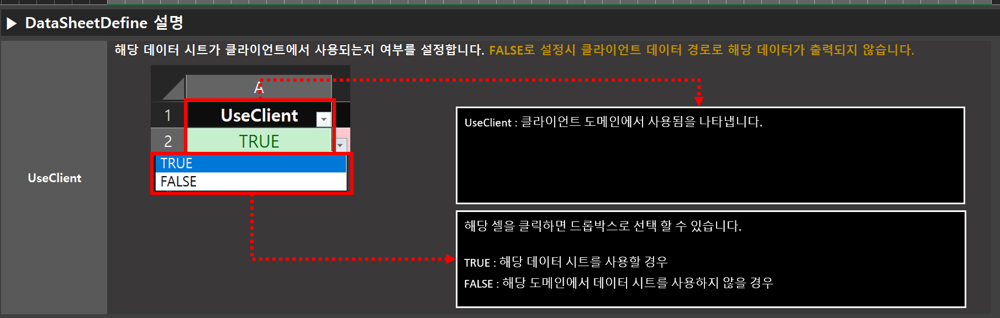 ▶ DataSheetDefine 설명
해당 데이터 시트가 클라이언트에서 사용되는지 여부를 설정합니다. FALSE로 설정시 클라이언트 데이터 경로로 해당 데이터가 출력되지 않습니다.
UseClient
A
1 UseClient
2 TRUE
TRUE
FALSE
UseClient : 클라이언트 도메인에서 사용됨을 나타냅니다.
해당 셀을 클릭하면 드롭박스로 선택 할 수 있습니다.
TRUE : 해당 데이터 시트를 사용할 경우
FALSE : 해당 도메인에서 데이터 시트를 사용하지 않을 경우